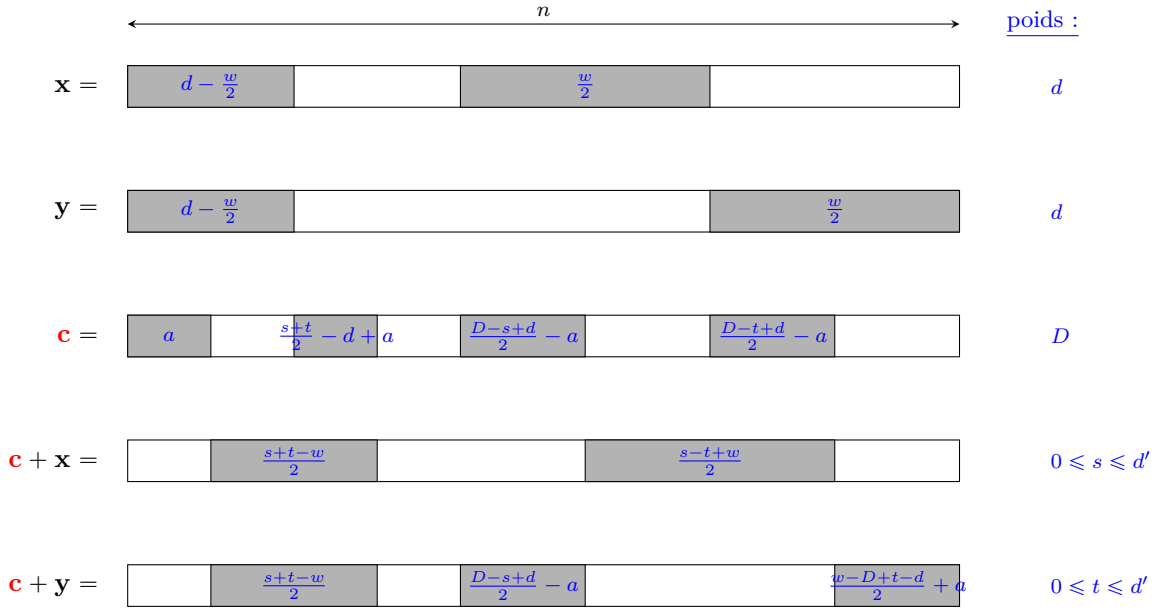 n poids :
x = d − w/2 w/2 d
y = d − w/2 w/2 d
c = a (s+t)/2 − d + a (D−s+d)/2 − a (D−t+d)/2 − a D
c + x = (s+t−w)/2 (s−t+w)/2 0 ⩽ s ⩽ d′
c + y = (s+t−w)/2 (D−s+d)/2 − a (w−D+t−d)/2 + a 0 ⩽ t ⩽ d′